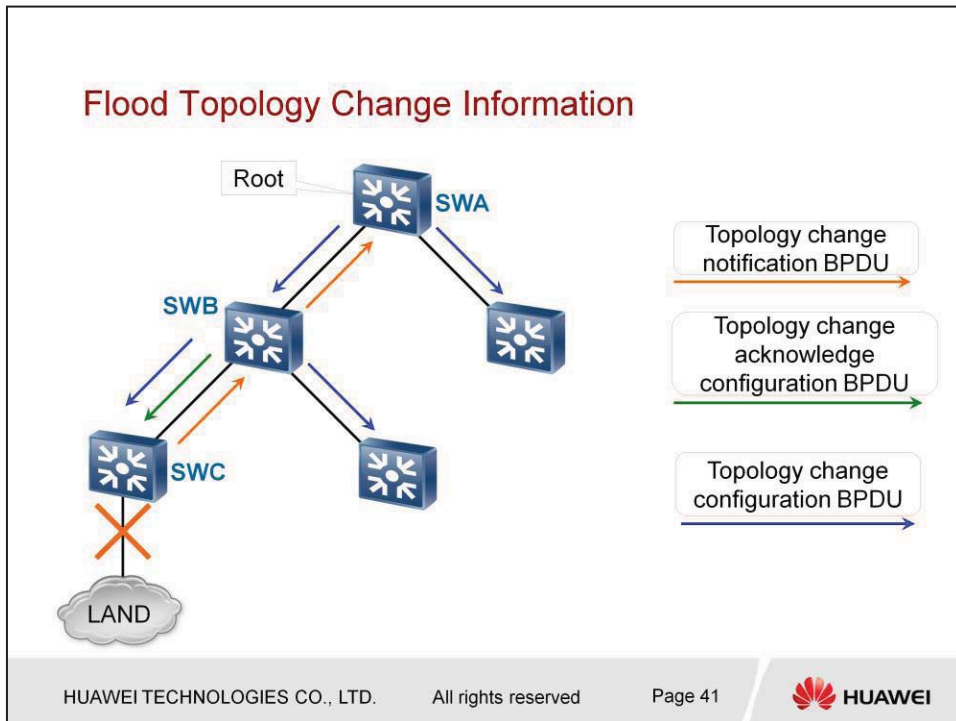 Flood Topology Change Information
Root
SWA
SWB
SWC
LAND
Topology change
notification BPDU
Topology change
acknowledge
configuration BPDU
Topology change
configuration BPDU
HUAWEI TECHNOLOGIES CO., LTD. All rights reserved Page 41 HUAWEI